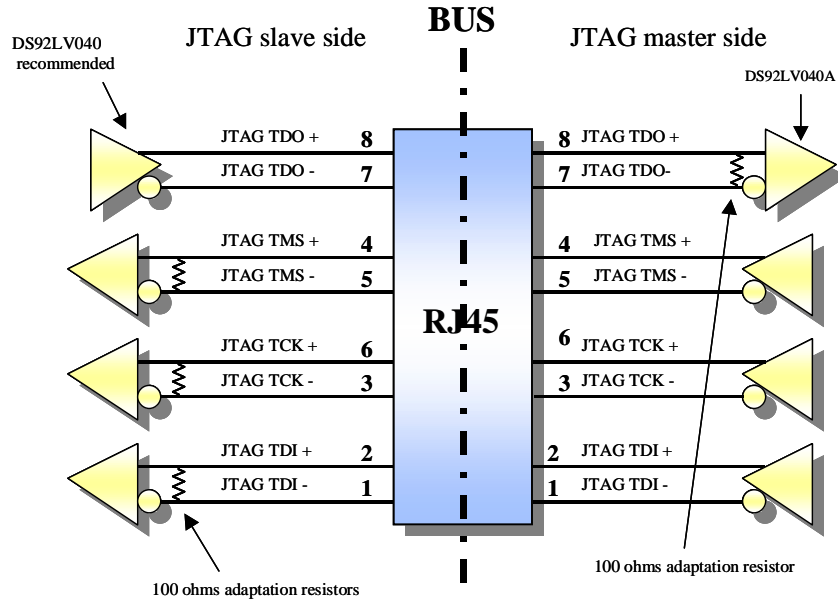 BUS
JTAG slave side
JTAG master side
DS92LV040
recommended
DS92LV040A
JTAG TDO + 8
JTAG TDO - 7
JTAG TMS + 4
JTAG TMS - 5
JTAG TCK + 6
JTAG TCK - 3
JTAG TDI + 2
JTAG TDI - 1
RJ45
8 JTAG TDO +
7 JTAG TDO-
4 JTAG TMS +
5 JTAG TMS -
6 JTAG TCK +
3 JTAG TCK -
2 JTAG TDI +
1 JTAG TDI -
100 ohms adaptation resistors
100 ohms adaptation resistor